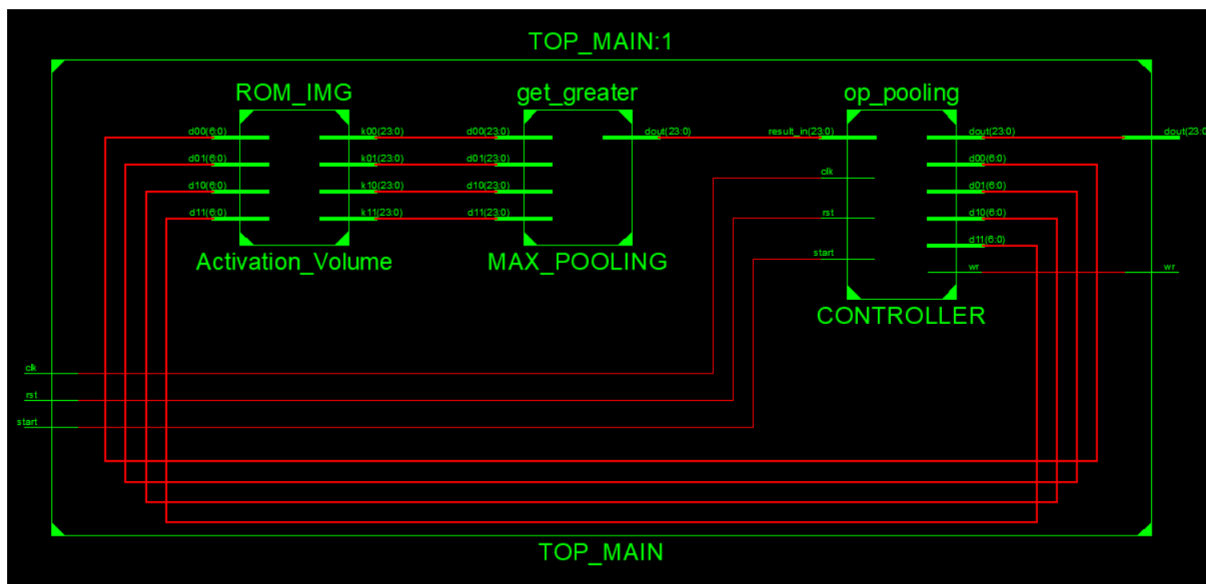 TOP_MAIN:1
ROM_IMG
get_greater
op_pooling
d00(6:0) k00(23:0) d00(23:0) dout(23:0) result_in(23:0) dout(23:0) dout(23:0
d01(6:0) k01(23:0) d01(23:0) d00(6:0)
clk
d10(6:0) k10(23:0) d10(23:0) d01(6:0)
d11(6:0) k11(23:0) d11(23:0) rst d10(6:0)
d11(6:0)
start
Activation_Volume
MAX_POOLING
wr wr
CONTROLLER
clk
rst
start
TOP_MAIN